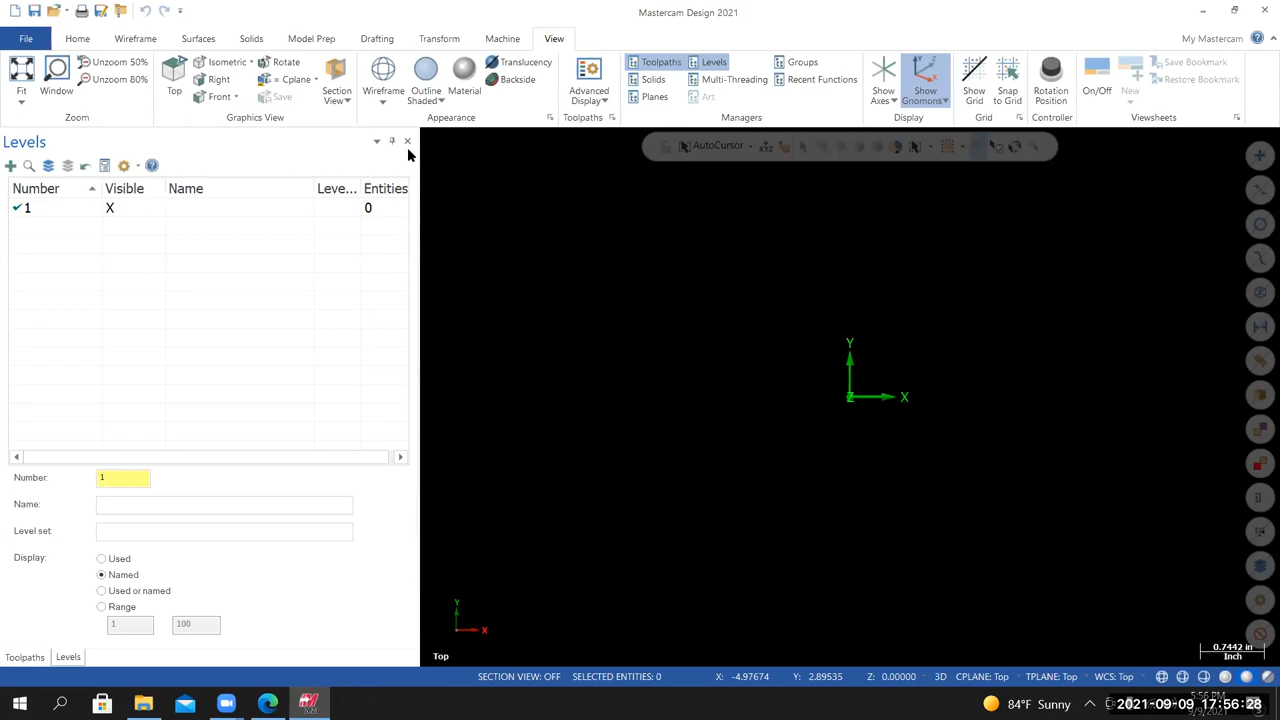 Mastercam Design 2021
File Home Wireframe Surfaces Solids Model Prep Drafting Transform Machine View My Mastercam
Fit
Window
Unzoom 50%
Unzoom 80%
Zoom
Top
Isometric
Right
Front
Rotate
= Cplane
Save
Section
View
Graphics View
Wireframe
Outline
Shaded
Material
Translucency
Backside
Appearance
Advanced
Display
Toolpaths
Toolpaths Levels Groups
Solids Multi-Threading Recent Functions
Planes Art
Managers
Show
Axes
Show
Gnomons
Display
Show
Grid
Snap
to Grid
Grid
Rotation
Position
Controller
On/Off
New
Save Bookmark
Restore Bookmark
Viewsheets
Levels
AutoCursor
Number Visible Name Leve... Entities
1 X 0
Number: 1
Name:
Level set:
Display: Used
Named
Used or named
Range
1 100
Toolpaths Levels
Y
X
Z
Y
X
Top
0.7442 in
Inch
SECTION VIEW: OFF SELECTED ENTITIES: 0 X: -4.97674 Y: 2.89535 Z: 0.00000 3D CPLANE: Top TPLANE: Top WCS: Top
84°F Sunny
5:56 PM
2021-09-09 17:56:28
9/9/2021